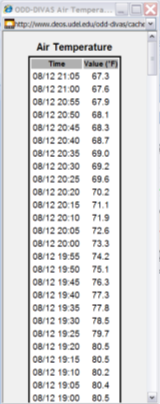 ODD-DIVAS Air Tempera...
http://www.deos.udel.edu/odd-divas/cache
Air Temperature
Time Value (°F)
08/12 21:05 67.3
08/12 21:00 67.6
08/12 20:55 67.9
08/12 20:50 68.1
08/12 20:45 68.3
08/12 20:40 68.7
08/12 20:35 69.0
08/12 20:30 69.2
08/12 20:25 69.6
08/12 20:20 70.2
08/12 20:15 71.1
08/12 20:10 71.9
08/12 20:05 72.6
08/12 20:00 73.3
08/12 19:55 74.2
08/12 19:50 75.1
08/12 19:45 76.3
08/12 19:40 77.3
08/12 19:35 77.8
08/12 19:30 78.5
08/12 19:25 79.7
08/12 19:20 80.5
08/12 19:15 80.5
08/12 19:10 80.2
08/12 19:05 80.4
08/12 19:00 80.5